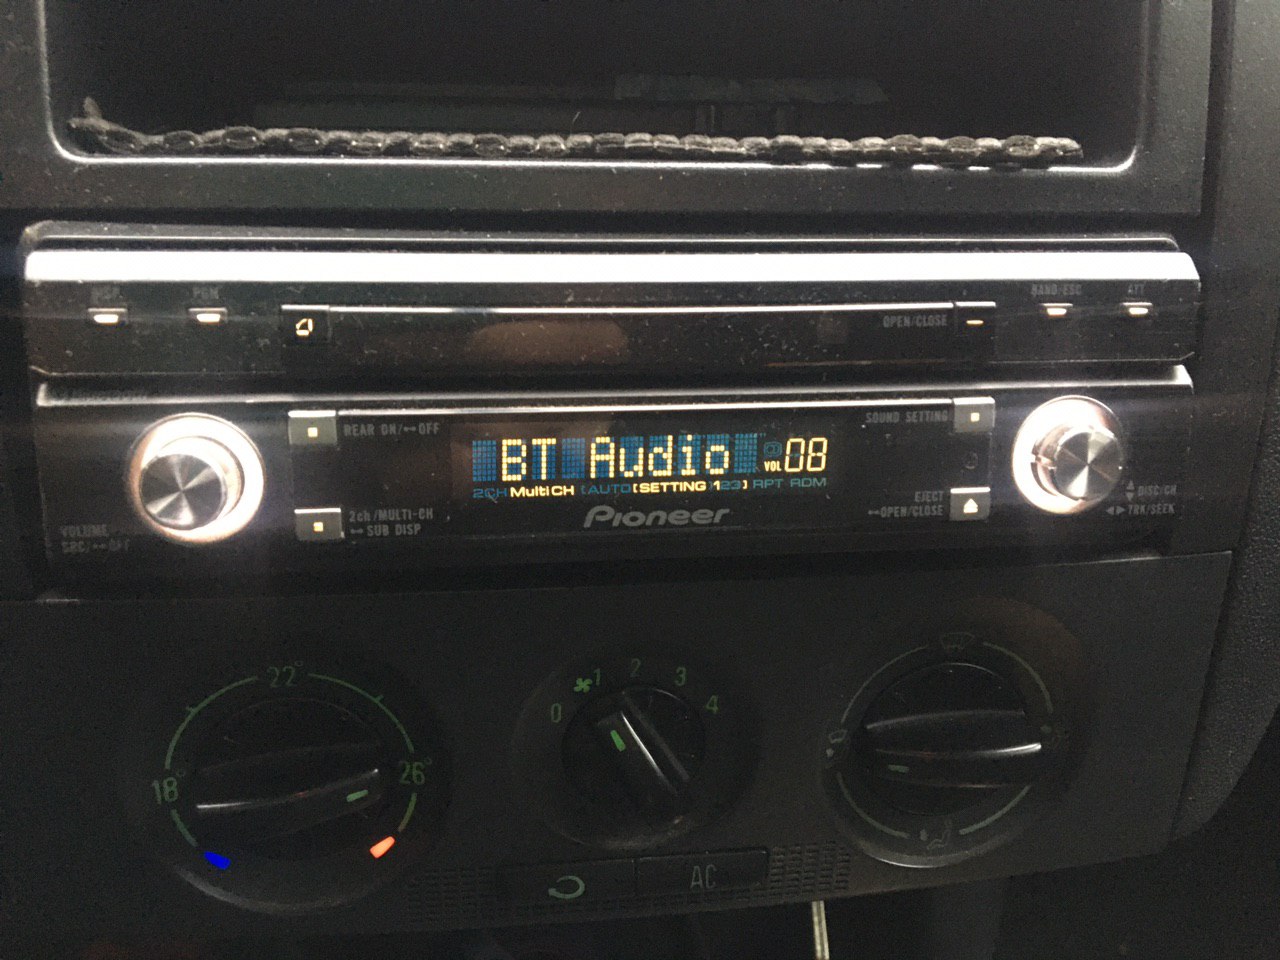 BAND/ESC
ATT
OPEN/CLOSE
REAR ON/↔OFF
SOUND SETTING
BT Audio
VOL 08
2CH MultiCH (AUTO)(SETTING 123) RPT RDM
2ch/MULTI-CH
↔ SUB DISP
Pioneer
EJECT
↔OPEN/CLOSE
VOLUME
SRC/↔OFF
▲▼ DISC/CH
◀▶ TRK/SEEK
18°
22°
26°
0
1
2
3
4
AC